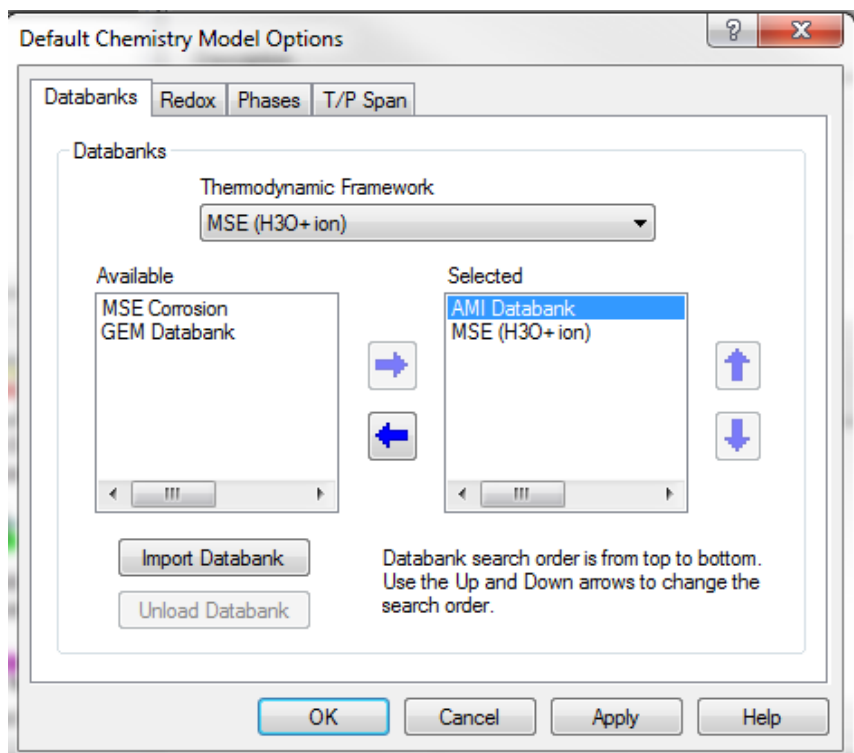 Default Chemistry Model Options
Databanks Redox Phases T/P Span
Databanks
Thermodynamic Framework
MSE (H3O+ ion)
Available
MSE Corrosion
GEM Databank
Selected
AMI Databank
MSE (H3O+ ion)
Import Databank
Unload Databank
Databank search order is from top to bottom.
Use the Up and Down arrows to change the
search order.
OK Cancel Apply Help